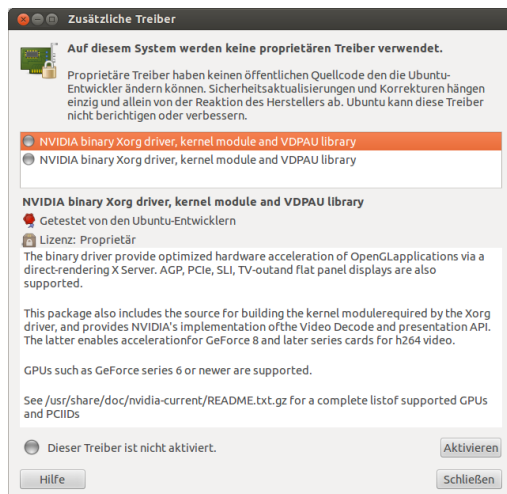 Zusätzliche Treiber
Auf diesem System werden keine proprietären Treiber verwendet.
Proprietäre Treiber haben keinen öffentlichen Quellcode den die Ubuntu-
Entwickler ändern können. Sicherheitsaktualisierungen und Korrekturen hängen
einzig und allein von der Reaktion des Herstellers ab. Ubuntu kann diese Treiber
nicht berichtigen oder verbessern.
NVIDIA binary Xorg driver, kernel module and VDPAU library
NVIDIA binary Xorg driver, kernel module and VDPAU library
NVIDIA binary Xorg driver, kernel module and VDPAU library
Getestet von den Ubuntu-Entwicklern
Lizenz: Proprietär
The binary driver provide optimized hardware acceleration of OpenGLapplications via a
direct-rendering X Server. AGP, PCIe, SLI, TV-outand flat panel displays are also
supported.
This package also includes the source for building the kernel modulerequired by the Xorg
driver, and provides NVIDIA's implementation ofthe Video Decode and presentation API.
The latter enables accelerationfor GeForce 8 and later series cards for h264 video.
GPUs such as GeForce series 6 or newer are supported.
See /usr/share/doc/nvidia-current/README.txt.gz for a complete listof supported GPUs
and PCIIDs
Dieser Treiber ist nicht aktiviert.
Aktivieren
Hilfe
Schließen